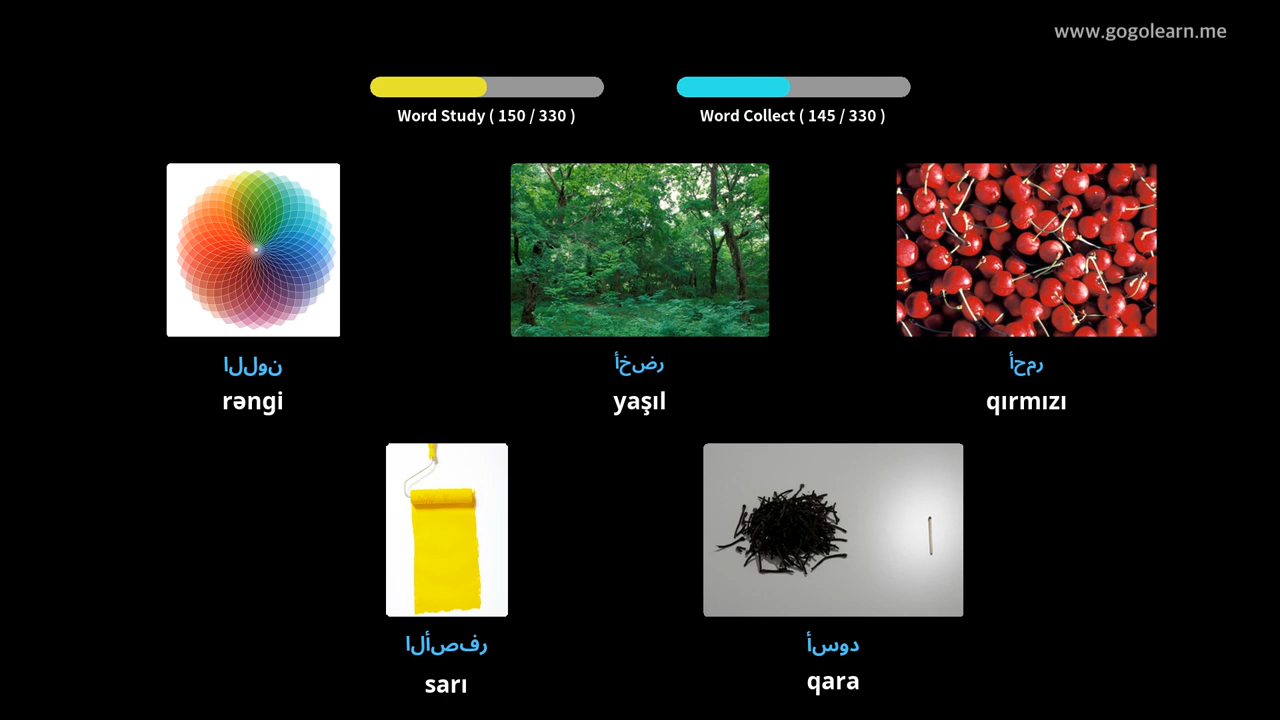 www.gogolearn.me
Word Study ( 150 / 330 )
Word Collect ( 145 / 330 )
اللون
أخضر
أحمر
rəngi
yaşıl
qırmızı
الأصفر
أسود
sarı
qara